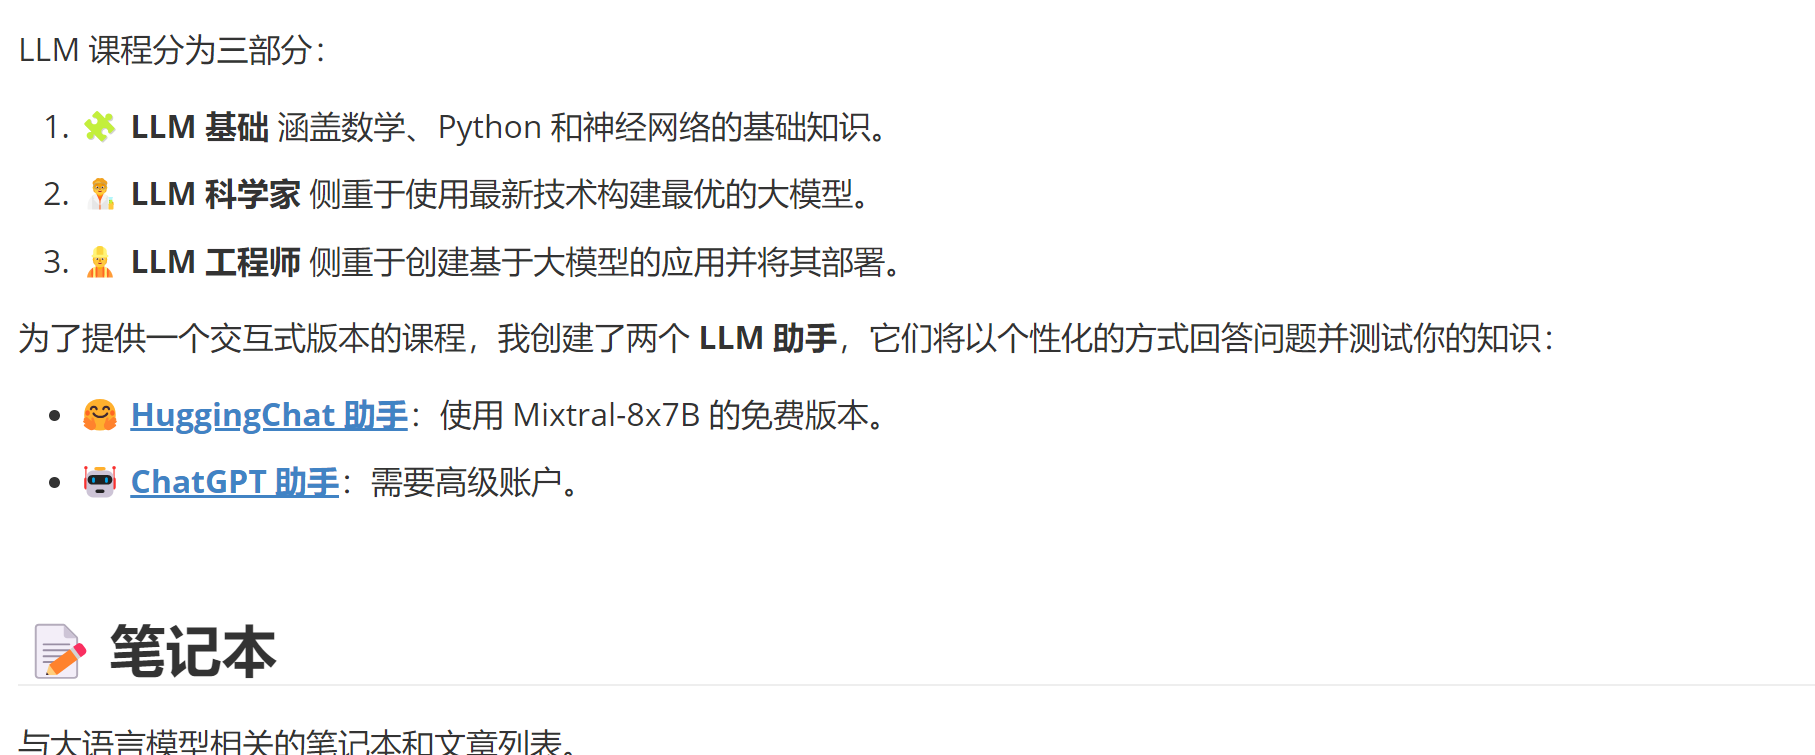 LLM 课程分为三部分：
1. 🧩 LLM 基础 涵盖数学、Python 和神经网络的基础知识。
2. 🧑‍🔬 LLM 科学家 侧重于使用最新技术构建最优的大模型。
3. 👷 LLM 工程师 侧重于创建基于大模型的应用并将其部署。
为了提供一个交互式版本的课程，我创建了两个 LLM 助手，它们将以个性化的方式回答问题并测试你的知识：
• 🤗 HuggingChat 助手：使用 Mixtral-8x7B 的免费版本。
• 🤖 ChatGPT 助手：需要高级账户。
📝 笔记本
与大语言模型相关的笔记本和文章列表。